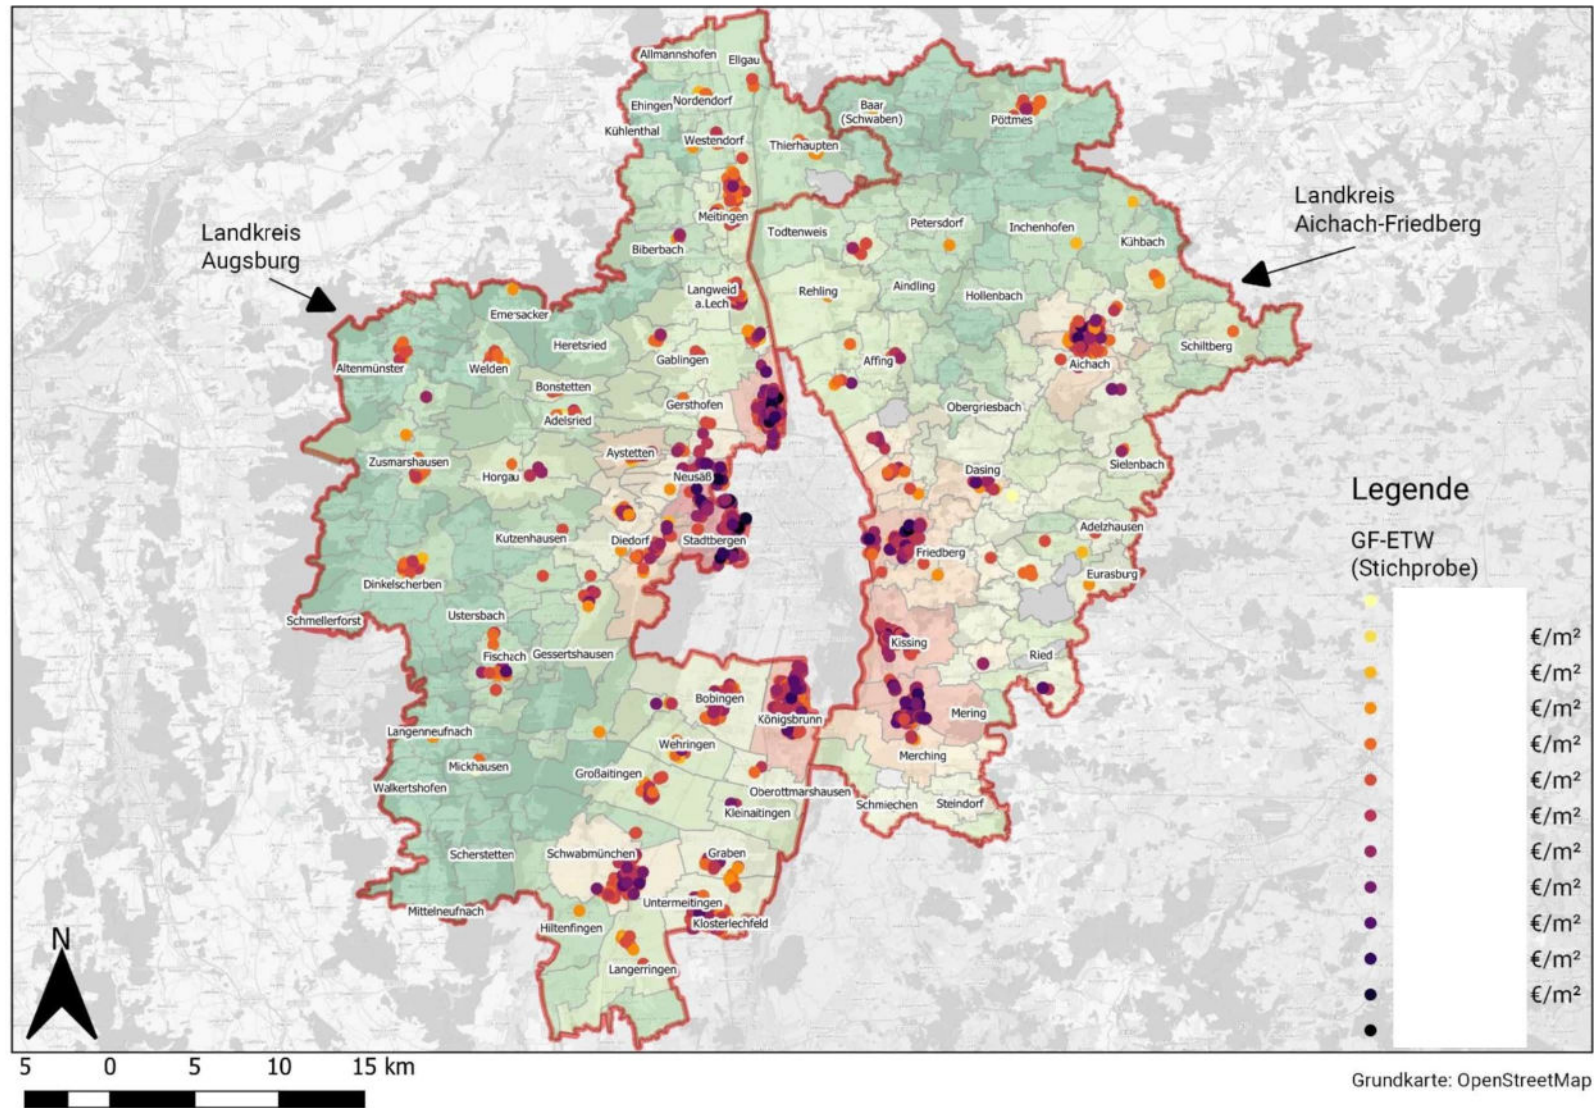 Allmannshofen
Ellgau
Ehingen
Nordendorf
Kühlenthal
Westendorf
Thierhaupten
Baar
(Schwaben)
Pöttmes
Landkreis
Augsburg
Landkreis
Aichach-Friedberg
Meitingen
Biberbach
Todtenweis
Petersdorf
Inchenhofen
Kühbach
Langweid
a.Lech
Rehling
Aindling
Hollenbach
Emersacker
Heretsried
Altenmünster
Welden
Gablingen
Affing
Aichach
Schiltberg
Bonstetten
Adelsried
Gersthofen
Obergriesbach
Zusmarshausen
Horgau
Aystetten
Neusäß
Dasing
Sielenbach
Legende
GF-ETW
(Stichprobe)
Kutzenhausen
Diedorf
Stadtbergen
Friedberg
Adelzhausen
Eurasburg
Dinkelscherben
Schmellerforst
Ustersbach
Fischach
Gessertshausen
Kissing
Ried
Bobingen
Königsbrunn
Mering
Langenneufnach
Wehringen
Merching
Mickhausen
Großaitingen
Walkertshofen
Oberottmarshausen
Kleinaitingen
Schmiechen
Steindorf
Scherstetten
Schwabmünchen
Graben
Mittelneufnach
Untermeitingen
Hiltenfingen
Klosterlechfeld
Langerringen
€/m²
€/m²
€/m²
€/m²
€/m²
€/m²
€/m²
€/m²
€/m²
€/m²
€/m²
N
5 0 5 10 15 km
Grundkarte: OpenStreetMap